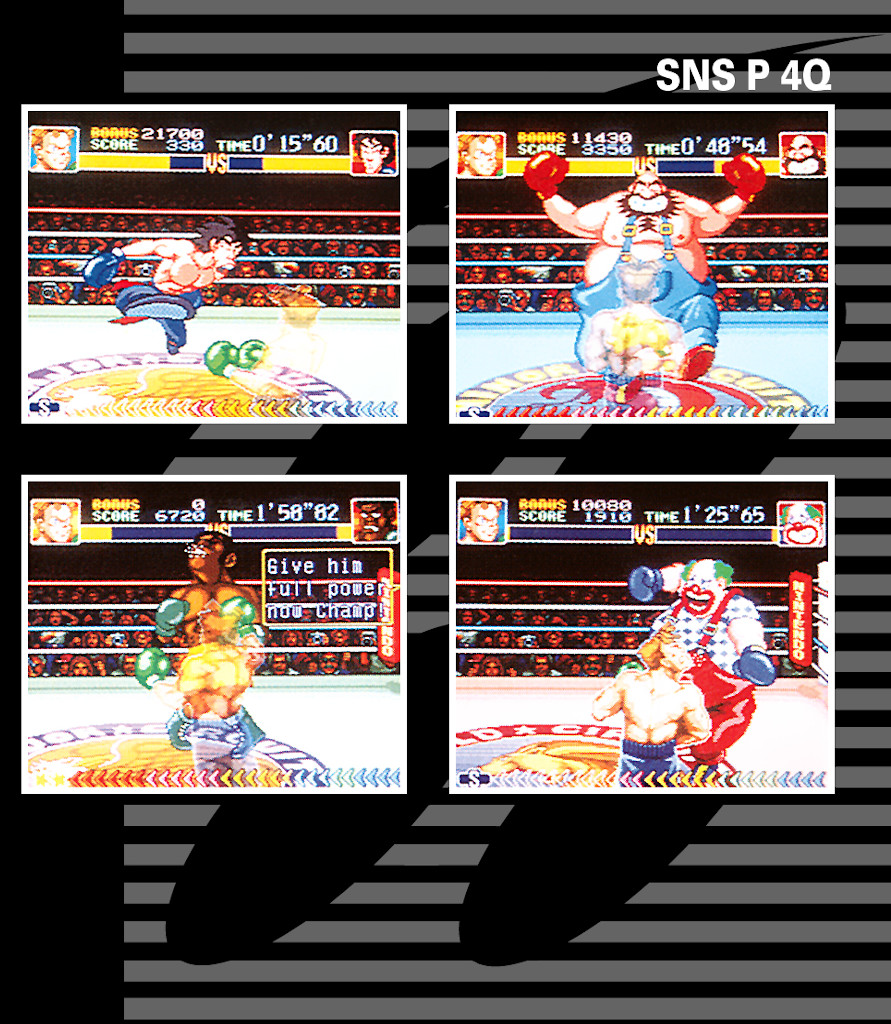 SNS P 4Q
BONUS 21700
SCORE 330 TIME 0'15"60
VS
S
BONUS 11430
SCORE 3350 TIME 0'48"54
VS
S
BONUS 0
SCORE 6720 TIME 1'58"82
VS
Give him
full power
now Champ!
NINTENDO
BONUS 10080
SCORE 1910 TIME 1'25"65
VS
NINTENDO
S